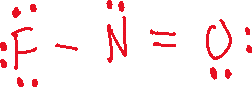 F - N = O